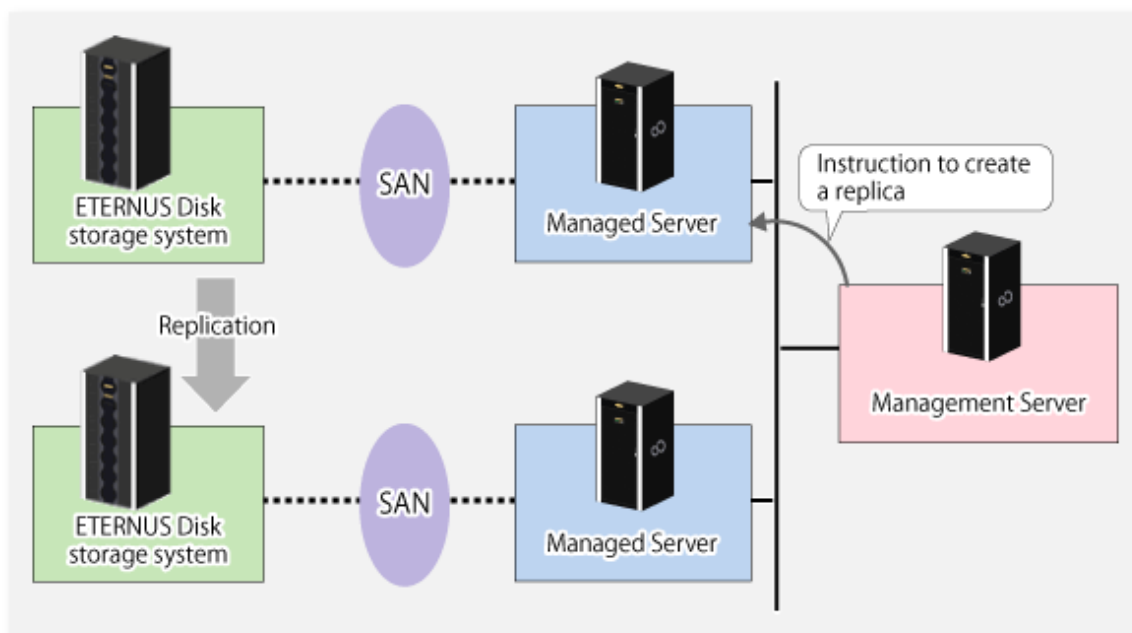 ETERNUS Disk
storage system
SAN
Managed Server
Instruction to create
a replica
Replication
Management Server
ETERNUS Disk
storage system
SAN
Managed Server